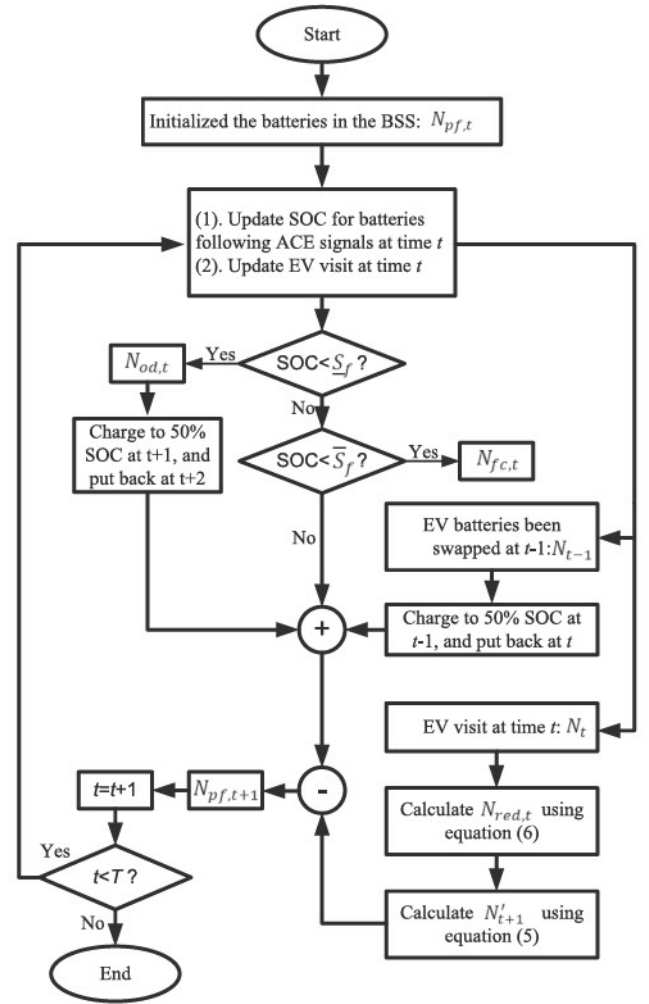 Start
Initialized the batteries in the BSS: N_{pf,t}
(1). Update SOC for batteries
following ACE signals at time t
(2). Update EV visit at time t
N_{od,t}
Yes
SOC<\underline{S}_f ?
No
Charge to 50%
SOC at t+1, and
put back at t+2
SOC<\overline{S}_f ?
Yes
N_{fc,t}
No
EV batteries been
swapped at t-1:N_{t-1}
+
Charge to 50% SOC at
t-1, and put back at t
EV visit at time t: N_t
t=t+1
N_{pf,t+1}
-
Calculate N_{red,t} using
equation (6)
Yes
t<T ?
No
Calculate N'_{t+1} using
equation (5)
End